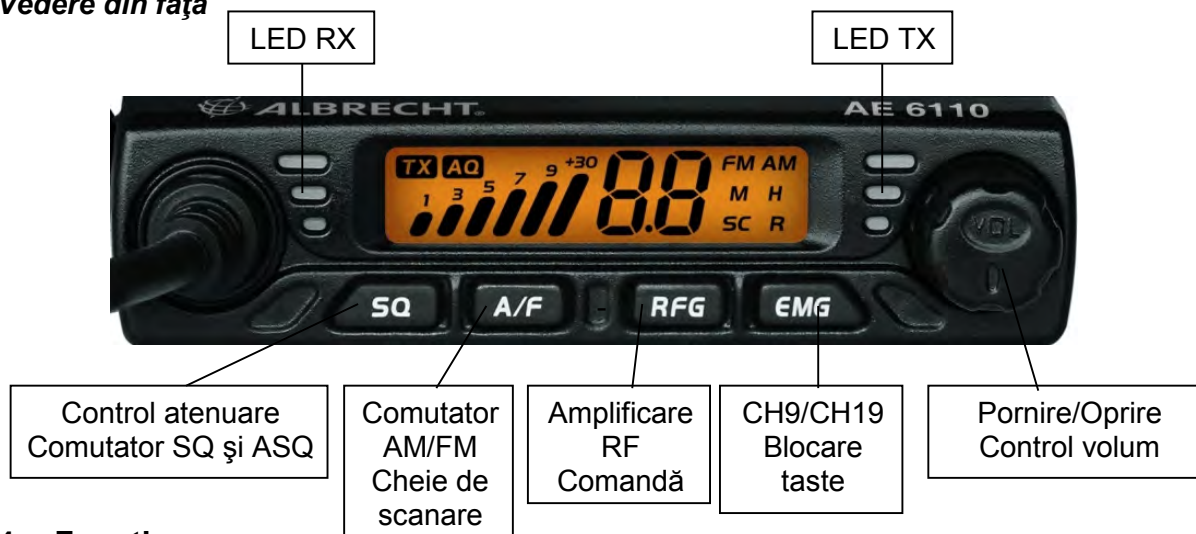 Vedere din faţă
LED RX
LED TX
ALBRECHT
AE 6110
TX AQ
1 3 5 7 9 +30
8.8
FM AM
M H
SC R
VOL
SQ
A/F
RFG
EMG
Control atenuare
Comutator SQ şi ASQ
Comutator
AM/FM
Cheie de
scanare
Amplificare
RF
Comandă
CH9/CH19
Blocare
taste
Pornire/Oprire
Control volum